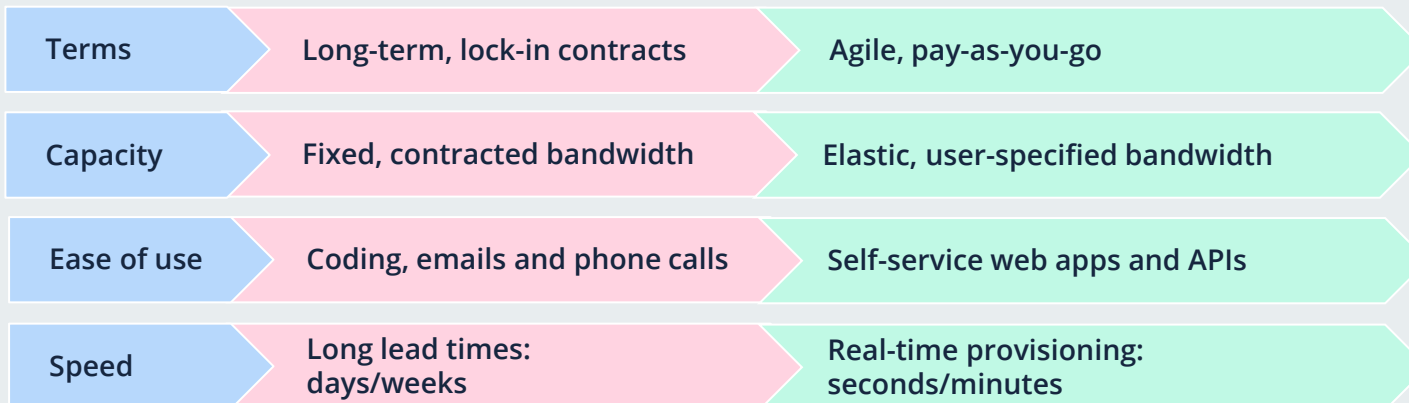 Terms
Long-term, lock-in contracts
Agile, pay-as-you-go
Capacity
Fixed, contracted bandwidth
Elastic, user-specified bandwidth
Ease of use
Coding, emails and phone calls
Self-service web apps and APIs
Speed
Long lead times:
days/weeks
Real-time provisioning:
seconds/minutes